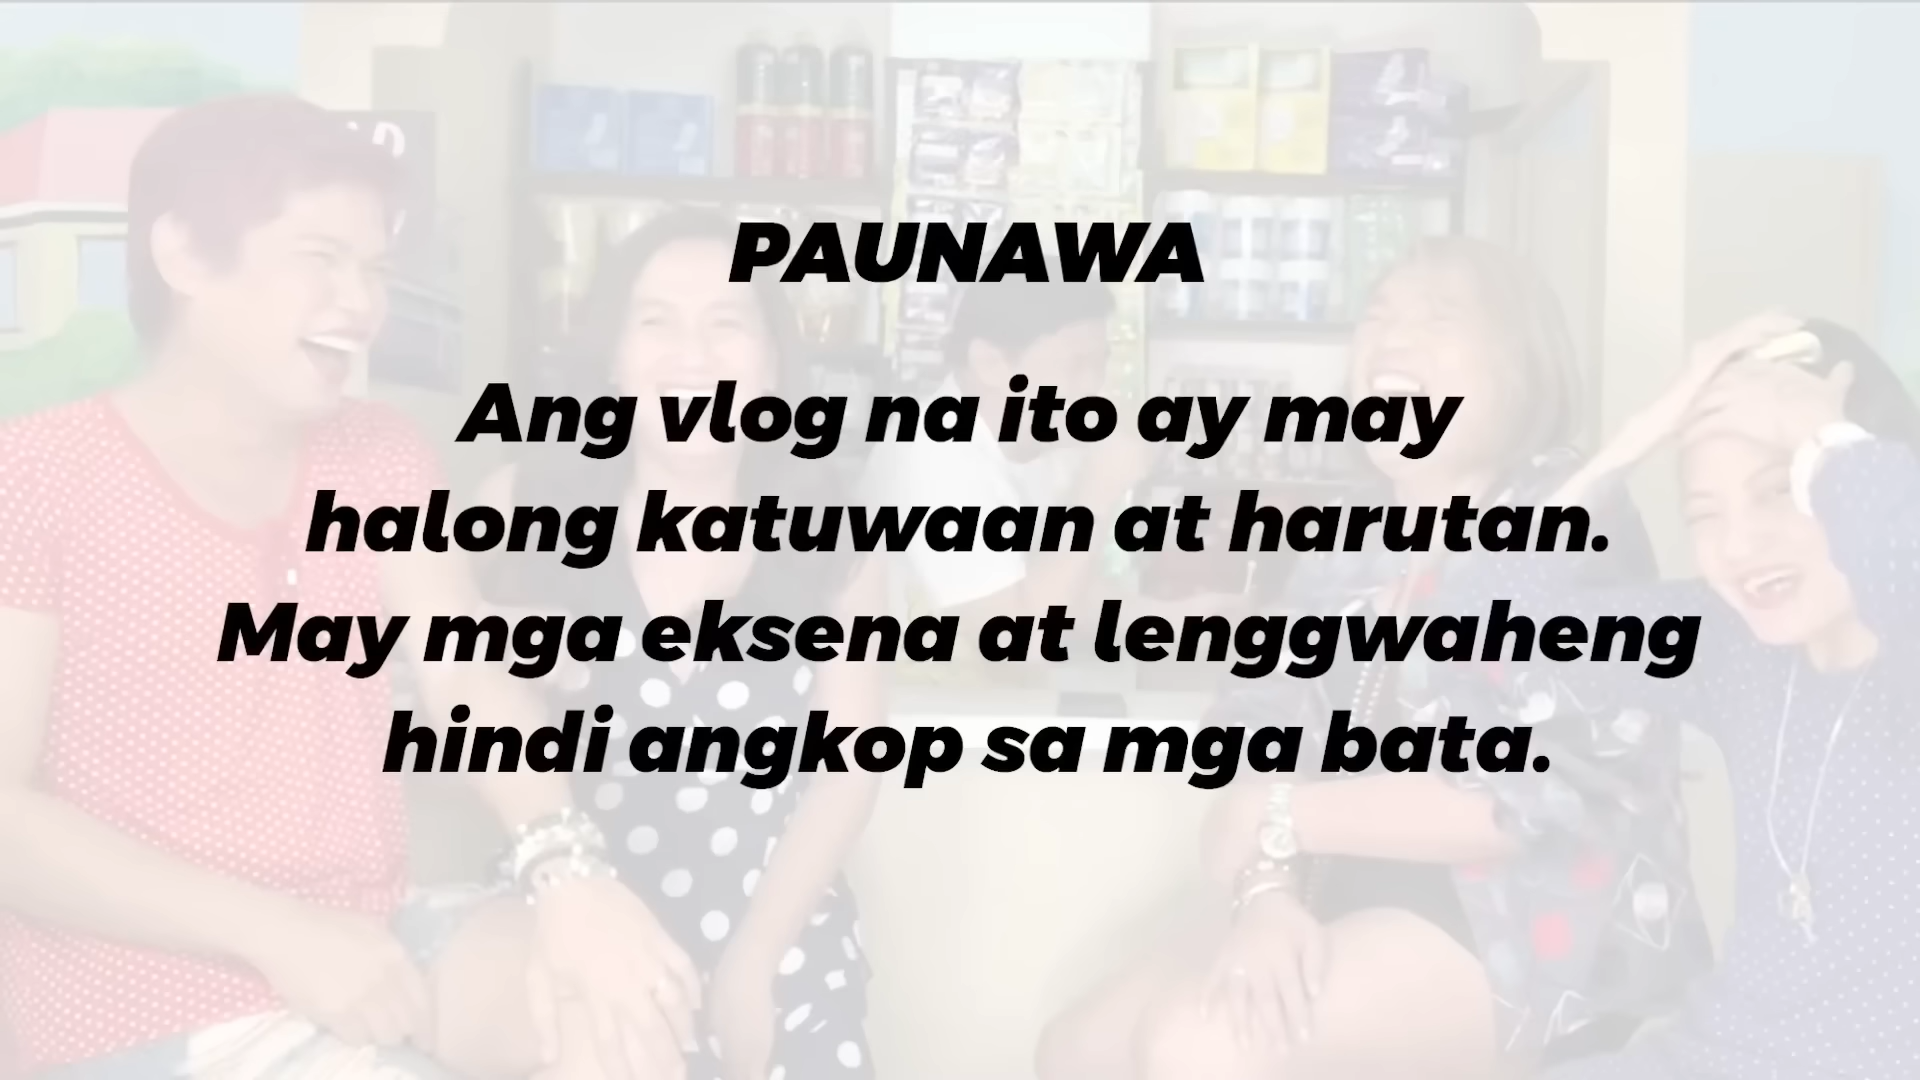 PAUNAWA
Ang vlog na ito ay may
halong katuwaan at harutan.
May mga eksena at lenggwaheng
hindi angkop sa mga bata.